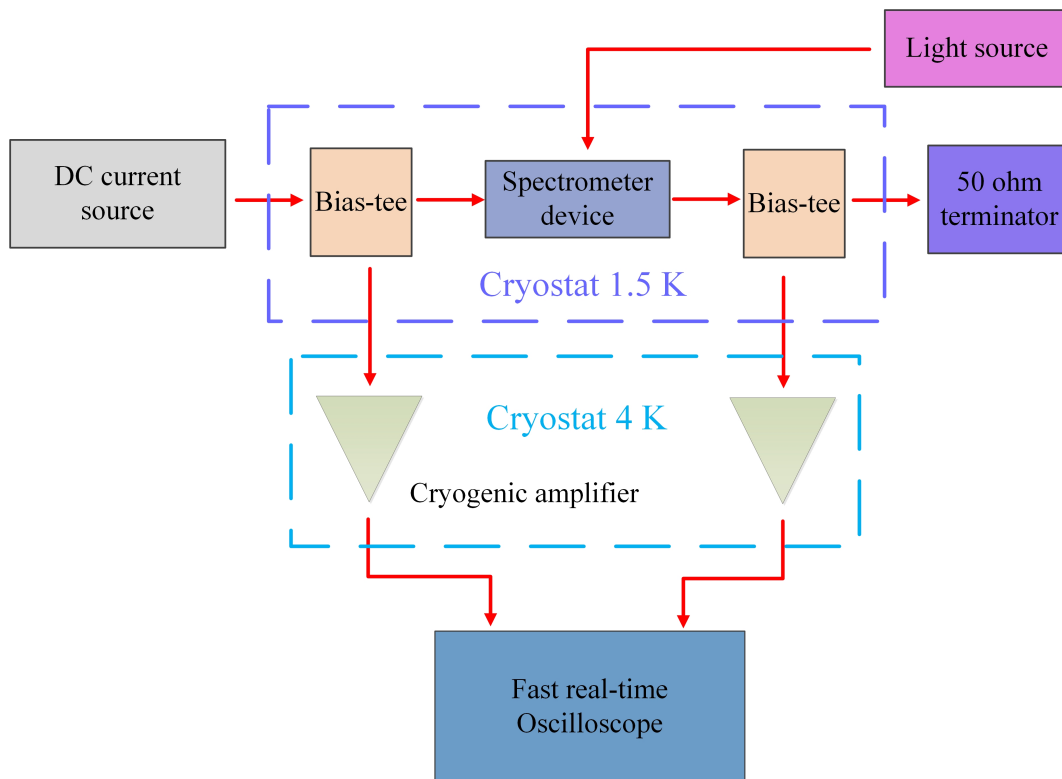 Light source
DC current
source
Bias-tee
Spectrometer
device
Bias-tee
50 ohm
terminator
Cryostat 1.5 K
Cryostat 4 K
Cryogenic amplifier
Fast real-time
Oscilloscope